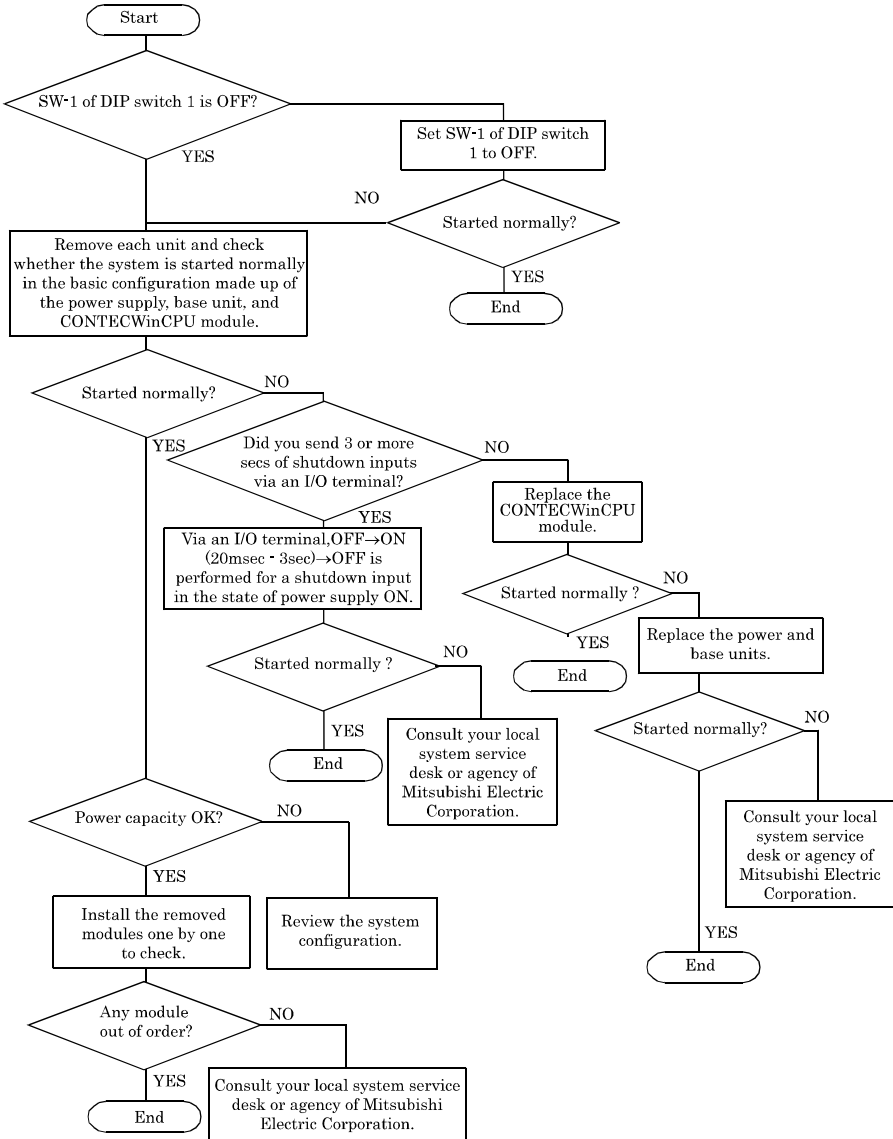 Start
SW-1 of DIP switch 1 is OFF?
YES
Set SW-1 of DIP switch
1 to OFF.
NO
Started normally?
YES
End
Remove each unit and check
whether the system is started normally
in the basic configuration made up of
the power supply, base unit, and
CONTECWinCPU module.
Started normally?
NO
YES
Did you send 3 or more
secs of shutdown inputs
via an I/O terminal?
NO
YES
Via an I/O terminal,OFF→ON
(20msec - 3sec)→OFF is
performed for a shutdown input
in the state of power supply ON.
Started normally ?
NO
YES
End
Consult your local
system service
desk or agency of
Mitsubishi Electric
Corporation.
Replace the
CONTECWinCPU
module.
Started normally ?
NO
YES
End
Replace the power and
base units.
Started normally?
NO
Consult your local
system service
desk or agency of
Mitsubishi Electric
Corporation.
YES
End
Power capacity OK?
NO
YES
Install the removed
modules one by one
to check.
Review the system
configuration.
Any module
out of order?
NO
YES
End
Consult your local system service
desk or agency of Mitsubishi
Electric Corporation.